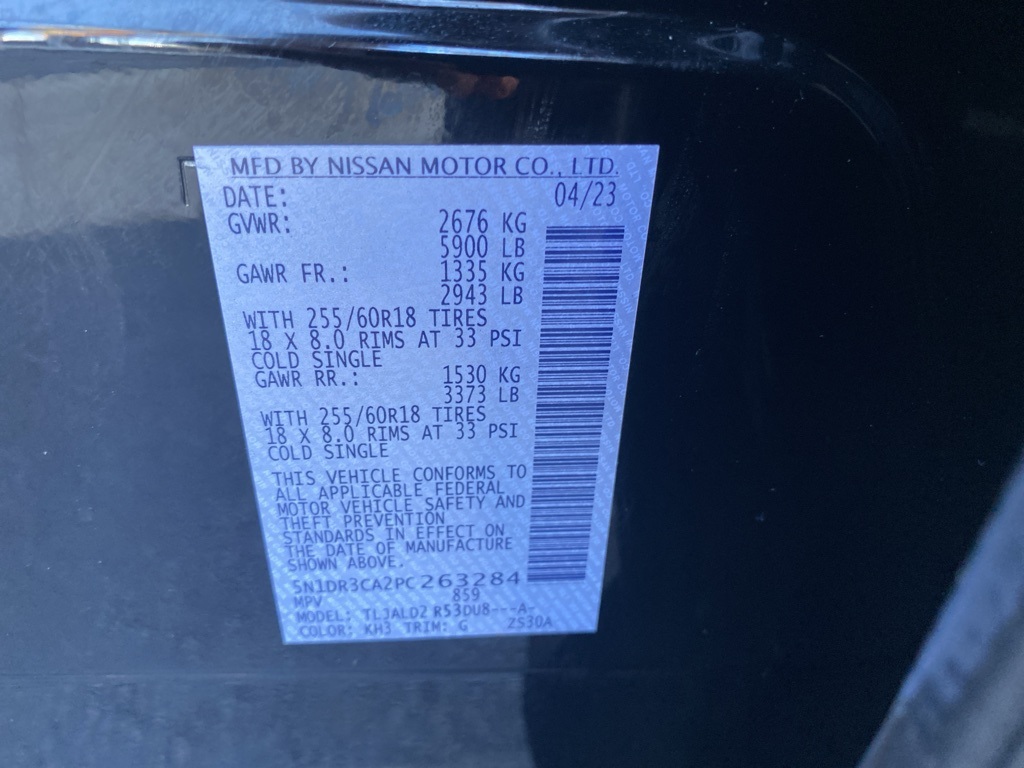 MFD BY NISSAN MOTOR CO., LTD.
DATE: 04/23
GVWR: 2676 KG
5900 LB
GAWR FR.: 1335 KG
2943 LB
WITH 255/60R18 TIRES
18 X 8.0 RIMS AT 33 PSI
COLD SINGLE
GAWR RR.: 1530 KG
3373 LB
WITH 255/60R18 TIRES
18 X 8.0 RIMS AT 33 PSI
COLD SINGLE
THIS VEHICLE CONFORMS TO
ALL APPLICABLE FEDERAL
MOTOR VEHICLE SAFETY AND
THEFT PREVENTION
STANDARDS IN EFFECT ON
THE DATE OF MANUFACTURE
SHOWN ABOVE.
5N1DR3CA2PC263284
MPV 859
MODEL: TLJALD2 R53DU8---A-
COLOR: KH3 TRIM: G 2S30A